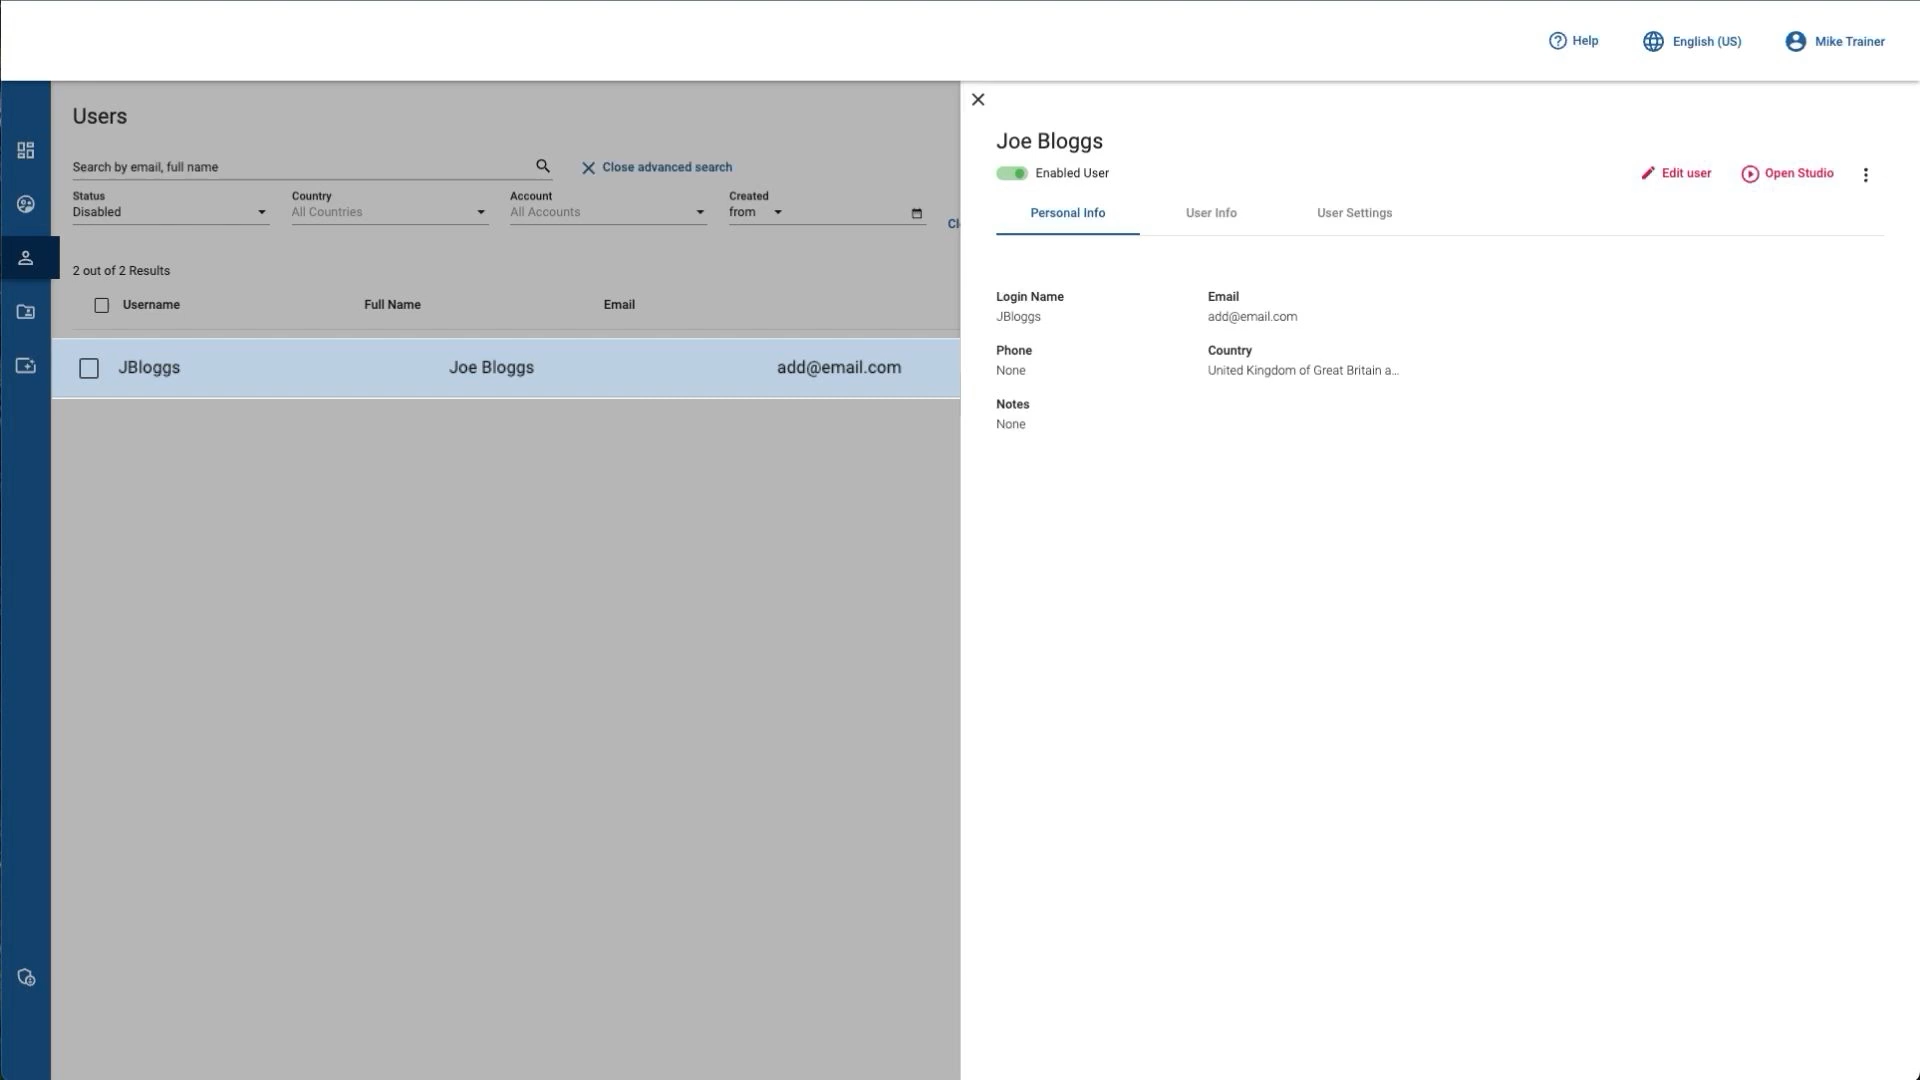 Help
English (US)
Mike Trainer
Users
Search by email, full name
Close advanced search
Status
Disabled
Country
All Countries
Account
All Accounts
Created
from
Cl
2 out of 2 Results
Username
Full Name
Email
JBloggs
Joe Bloggs
add@email.com
Joe Bloggs
Enabled User
Edit user
Open Studio
Personal Info
User Info
User Settings
Login Name
JBloggs
Email
add@email.com
Phone
None
Country
United Kingdom of Great Britain a...
Notes
None